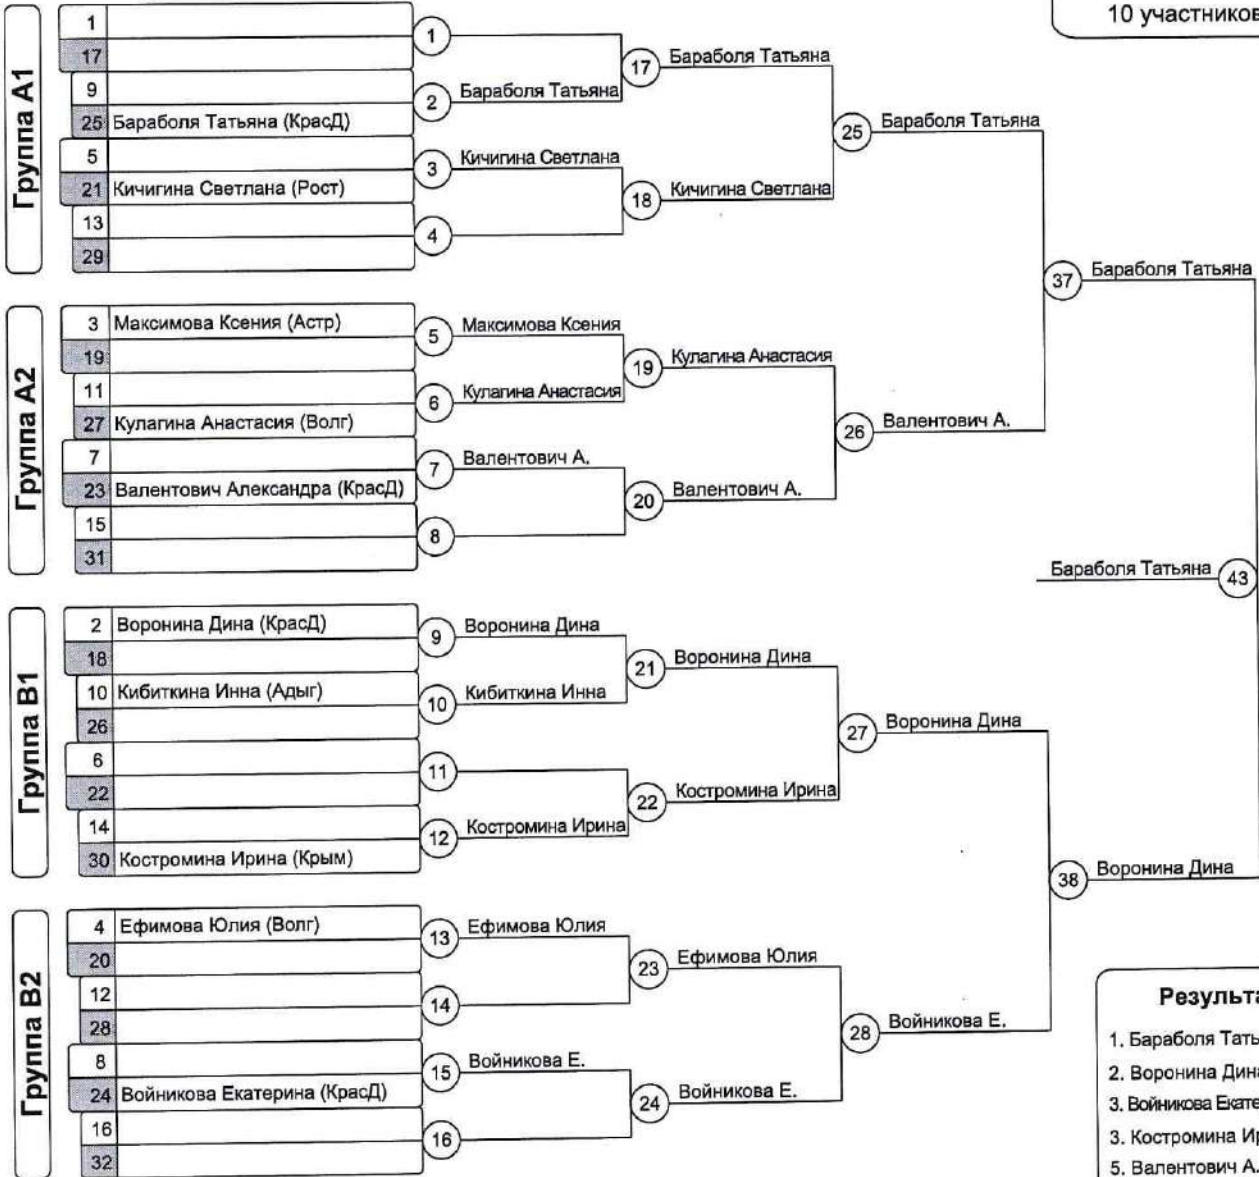 10 участников
Группа А1
1
17
9
25 Бараболя Татьяна (КрасД)
5
21 Кичигина Светлана (Рост)
13
29
1
2 Бараболя Татьяна
3 Кичигина Светлана
4
17 Бараболя Татьяна
18 Кичигина Светлана
25 Бараболя Татьяна
Группа А2
3 Максимова Ксения (Астр)
19
11
27 Кулагина Анастасия (Волг)
7
23 Валентович Александра (КрасД)
15
31
5 Максимова Ксения
6 Кулагина Анастасия
7 Валентович А.
8
19 Кулагина Анастасия
20 Валентович А.
26 Валентович А.
37 Бараболя Татьяна
Бараболя Татьяна 43
Группа В1
2 Воронина Дина (КрасД)
18
10 Кибиткина Инна (Адыг)
26
6
22
14
30 Костромина Ирина (Крым)
9 Воронина Дина
10 Кибиткина Инна
11
12 Костромина Ирина
21 Воронина Дина
22 Костромина Ирина
27 Воронина Дина
38 Воронина Дина
Группа В2
4 Ефимова Юлия (Волг)
20
12
28
8
24 Войникова Екатерина (КрасД)
16
32
13 Ефимова Юлия
14
15 Войникова Е.
16
23 Ефимова Юлия
24 Войникова Е.
28 Войникова Е.
Результа
1. Бараболя Тать
2. Воронина Дин
3. Войникова Екате
3. Костромина Ир
5. Валентович А.